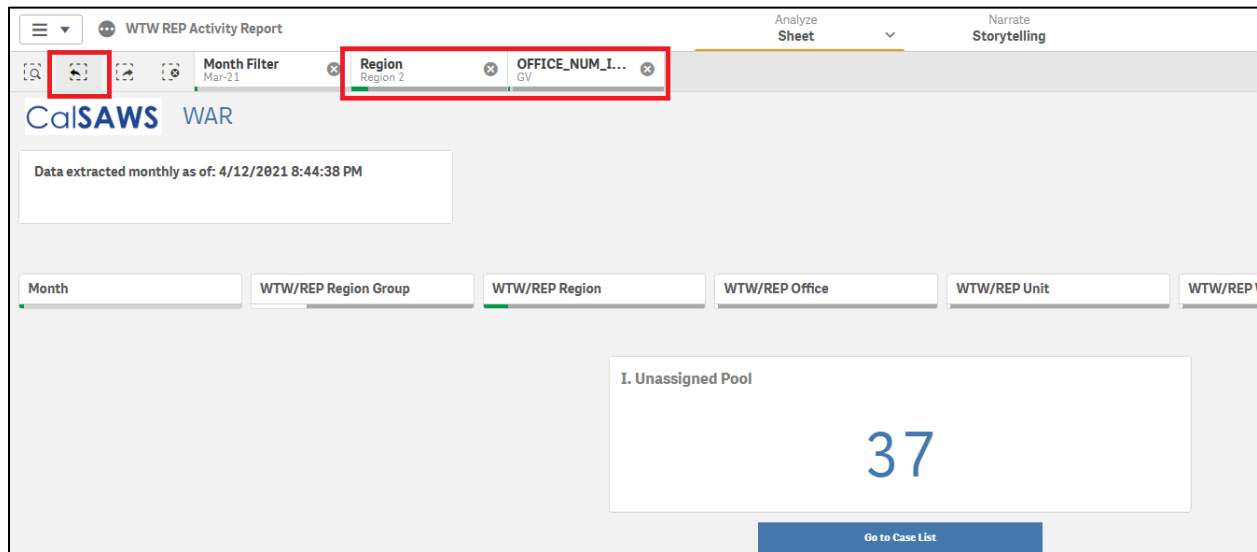 WTW REP Activity Report
Analyze
Sheet
Narrate
Storytelling
Month Filter
Mar-21
Region
Region 2
OFFICE_NUM_I...
GV
CalSAWS WAR
Data extracted monthly as of: 4/12/2021 8:44:38 PM
Month
WTW/REP Region Group
WTW/REP Region
WTW/REP Office
WTW/REP Unit
WTW/REP
I. Unassigned Pool
37
Go to Case List